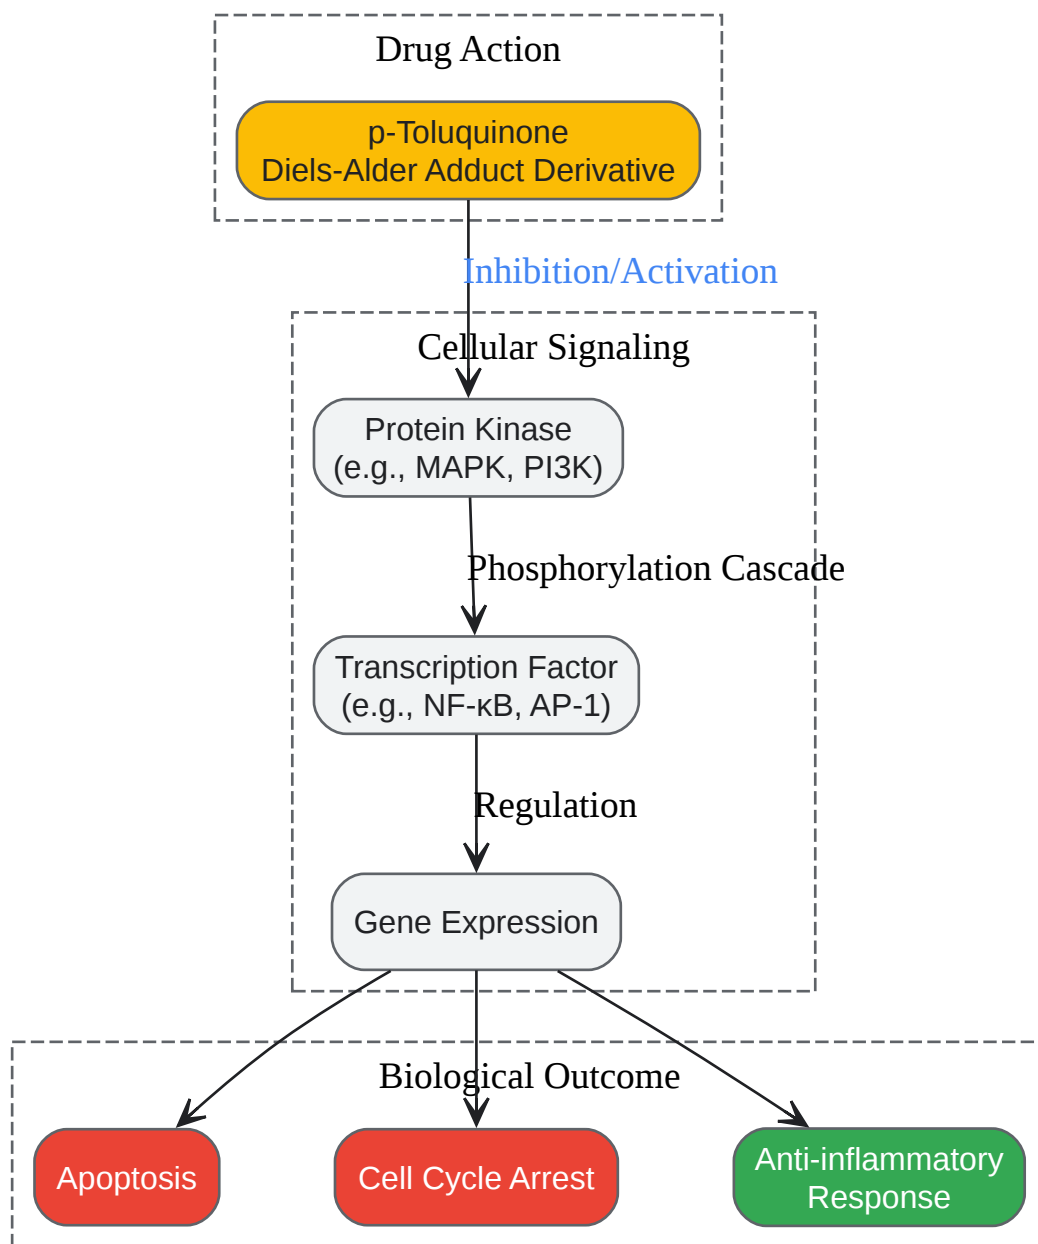 Drug Action
p-Toluquinone
Diels-Alder Adduct Derivative
Inhibition/Activation
Cellular Signaling
Protein Kinase
(e.g., MAPK, PI3K)
Phosphorylation Cascade
Transcription Factor
(e.g., NF-κB, AP-1)
Regulation
Gene Expression
Biological Outcome
Apoptosis
Cell Cycle Arrest
Anti-inflammatory
Response